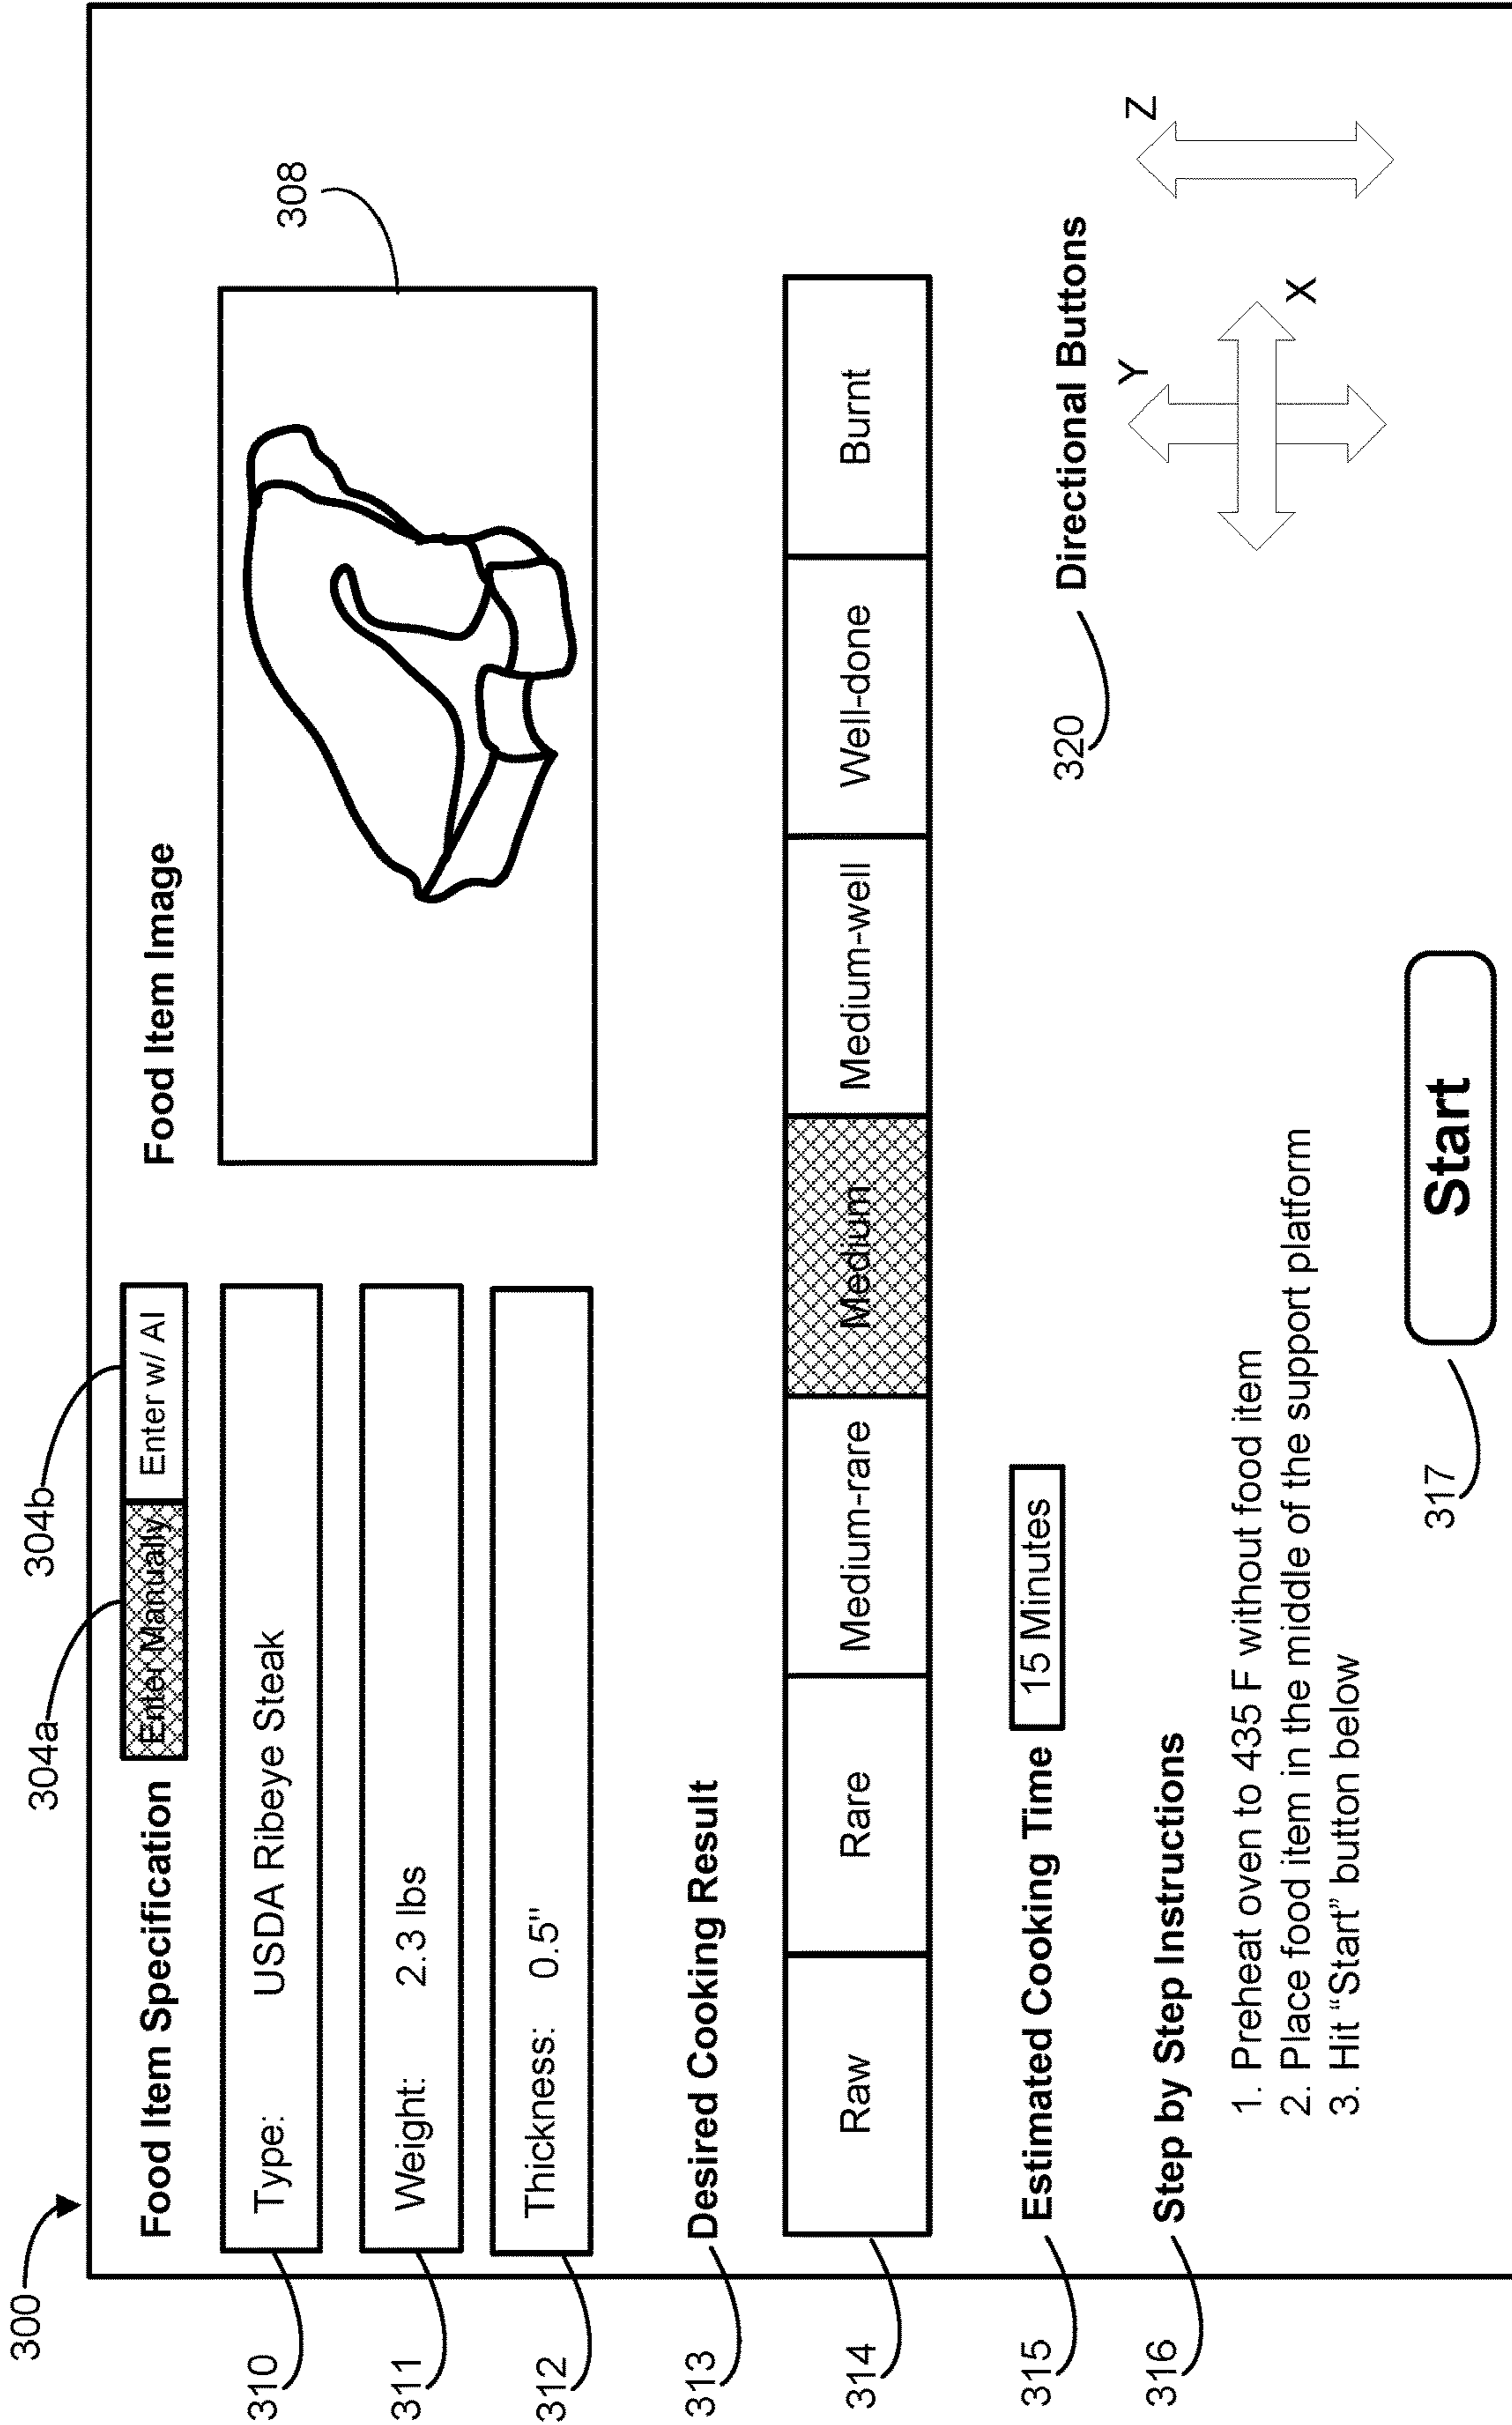 300
304a
304b
Food Item Specification
Enter Manually
Enter w/ AI
Food Item Image
308
310
Type: USDA Ribeye Steak
311
Weight: 2.3 lbs
312
Thickness: 0.5"
313
Desired Cooking Result
314
Raw
Rare
Medium-rare
Medium
Medium-well
Well-done
Burnt
315
Estimated Cooking Time
15 Minutes
320
Directional Buttons
316
Step by Step Instructions
Y
X
Z
1. Preheat oven to 435 F without food item
2. Place food item in the middle of the support platform
3. Hit “Start” button below
317
Start